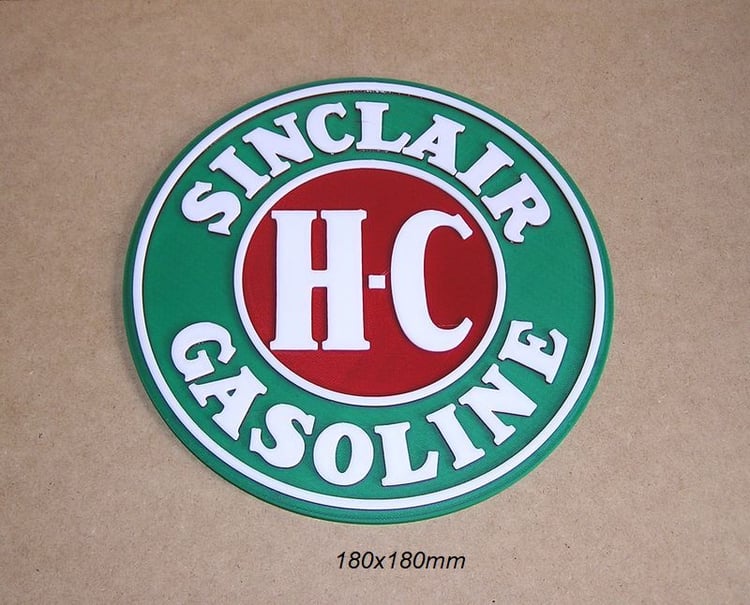 SINCLAIR
H-C
GASOLINE
180x180mm